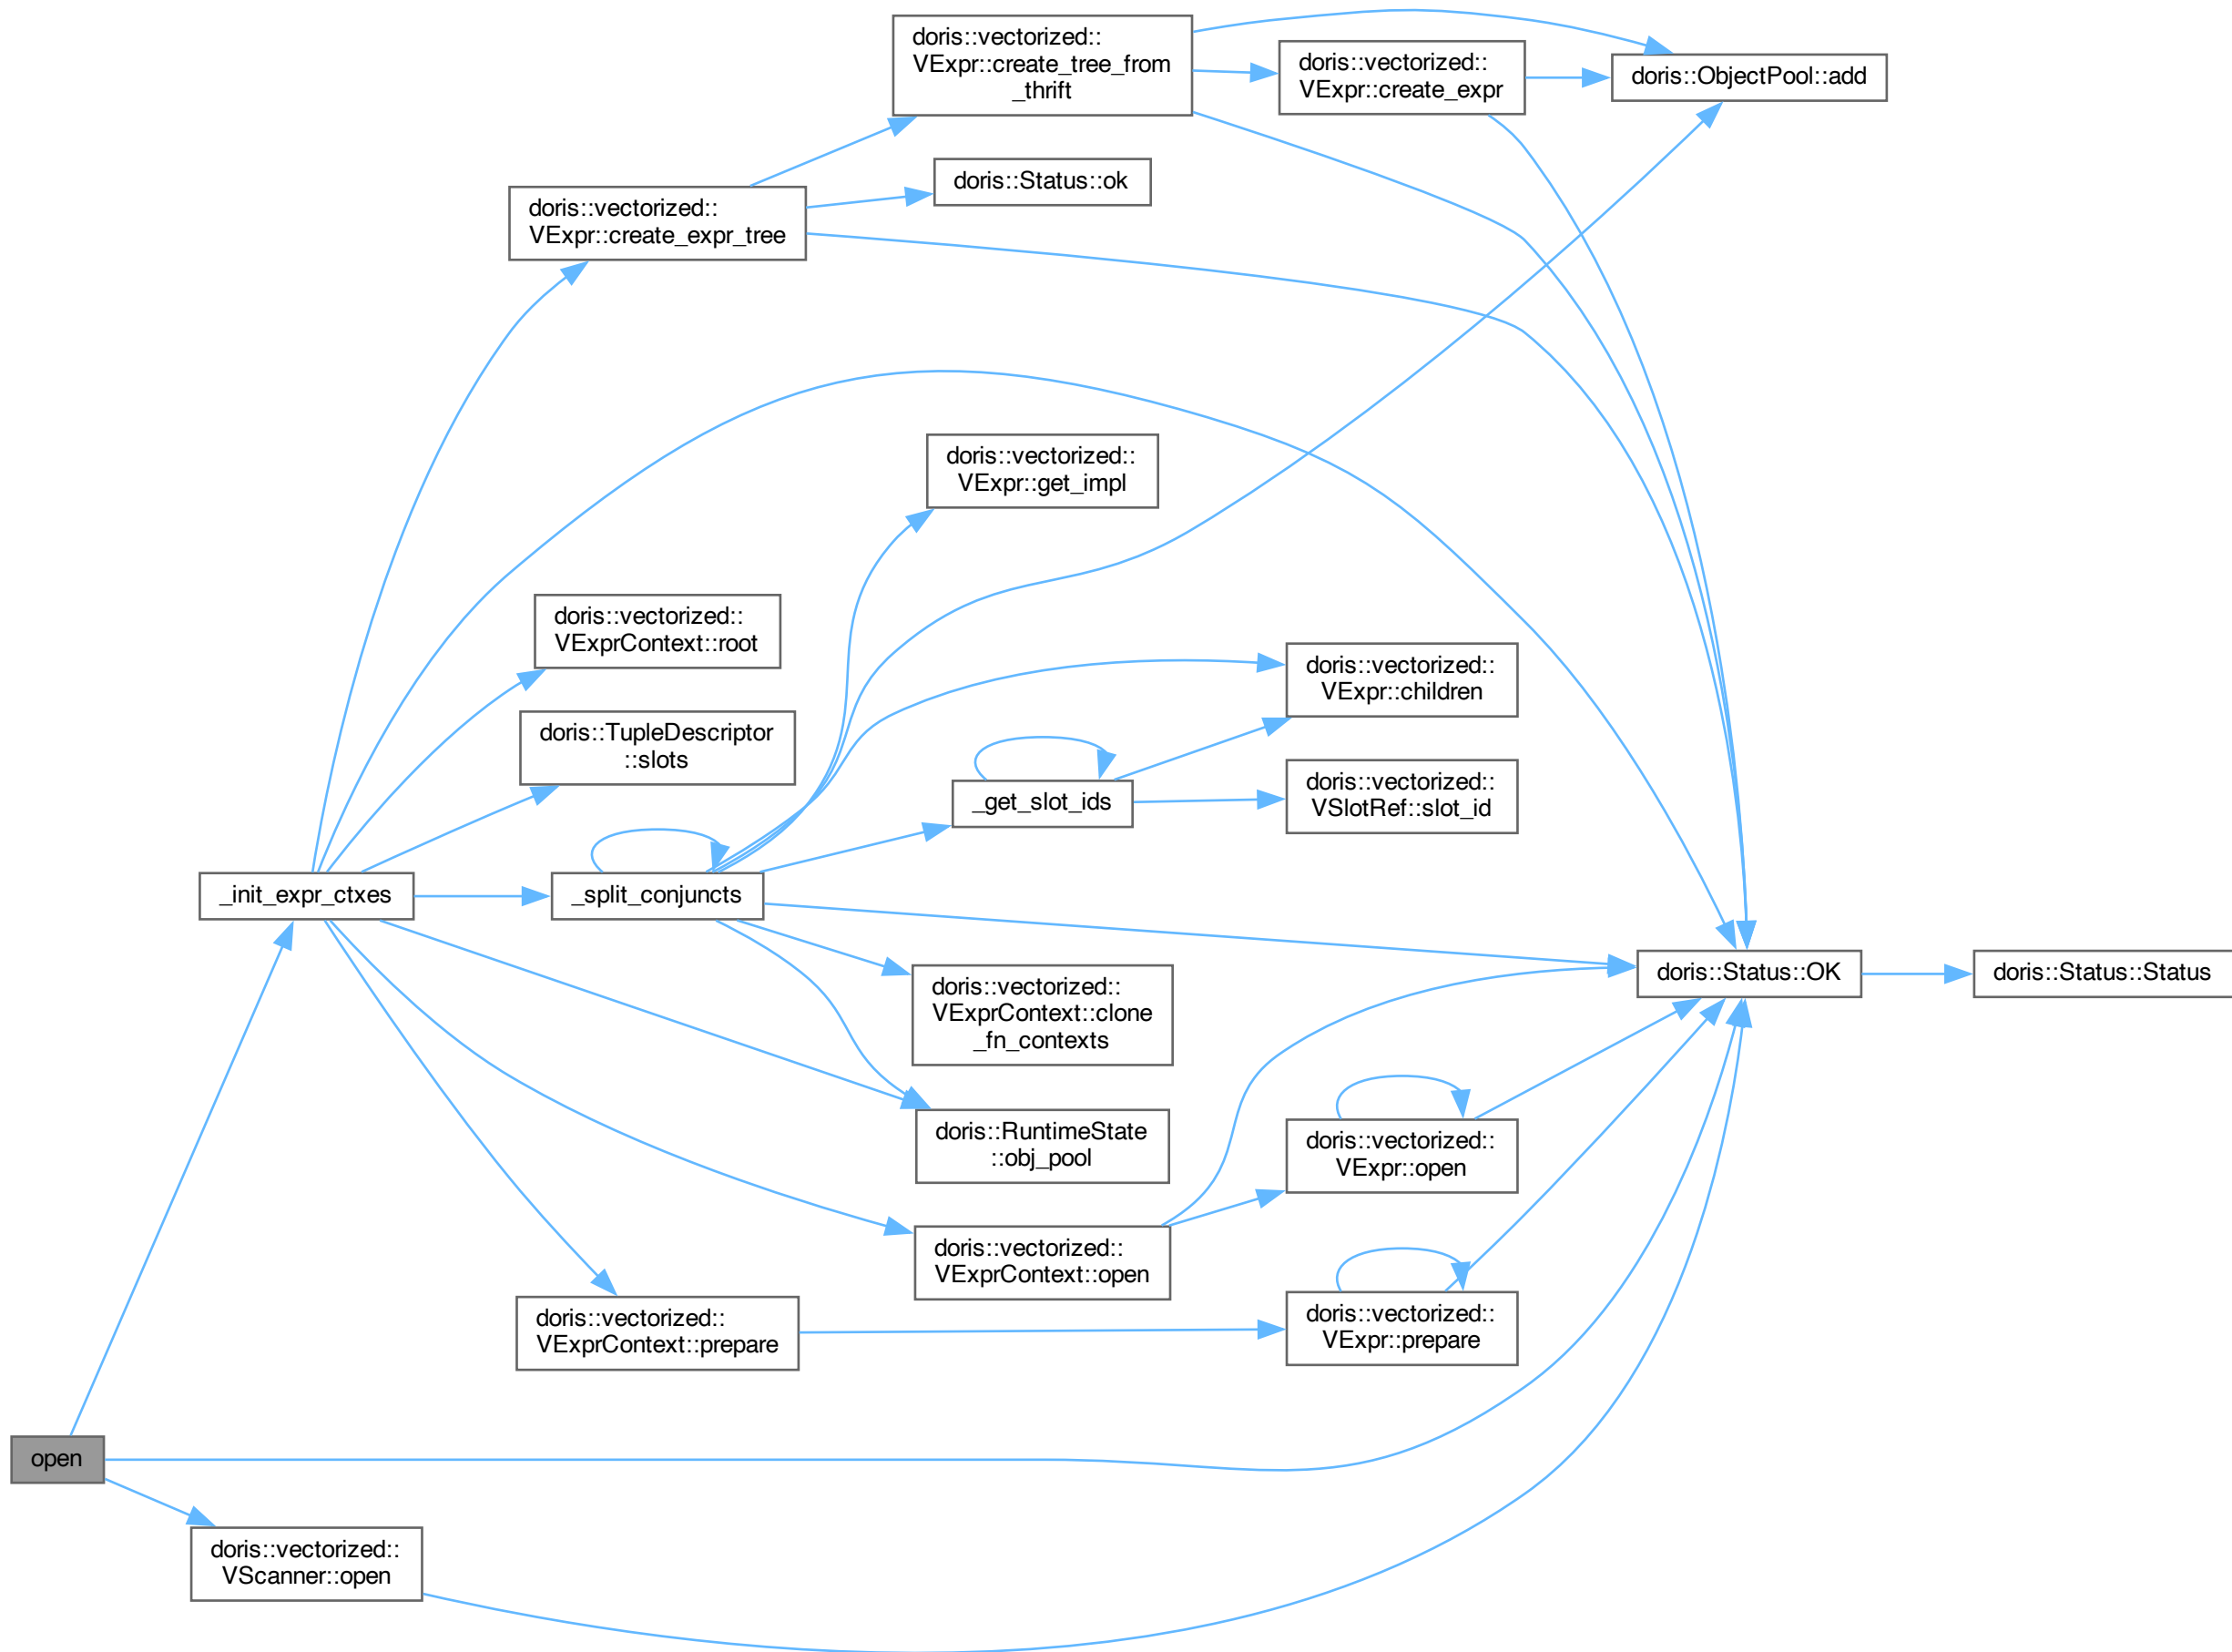 doris::vectorized::
VExpr::create_tree_from
_thrift
doris::vectorized::
VExpr::create_expr
doris::ObjectPool::add
doris::Status::ok
doris::vectorized::
VExpr::create_expr_tree
doris::vectorized::
VExpr::get_impl
doris::vectorized::
VExprContext::root
doris::vectorized::
VExpr::children
doris::TupleDescriptor
::slots
_get_slot_ids
doris::vectorized::
VSlotRef::slot_id
_init_expr_ctxes
_split_conjuncts
doris::Status::OK
doris::Status::Status
doris::vectorized::
VExprContext::clone
_fn_contexts
doris::RuntimeState
::obj_pool
doris::vectorized::
VExpr::open
doris::vectorized::
VExprContext::open
doris::vectorized::
VExprContext::prepare
doris::vectorized::
VExpr::prepare
open
doris::vectorized::
VScanner::open